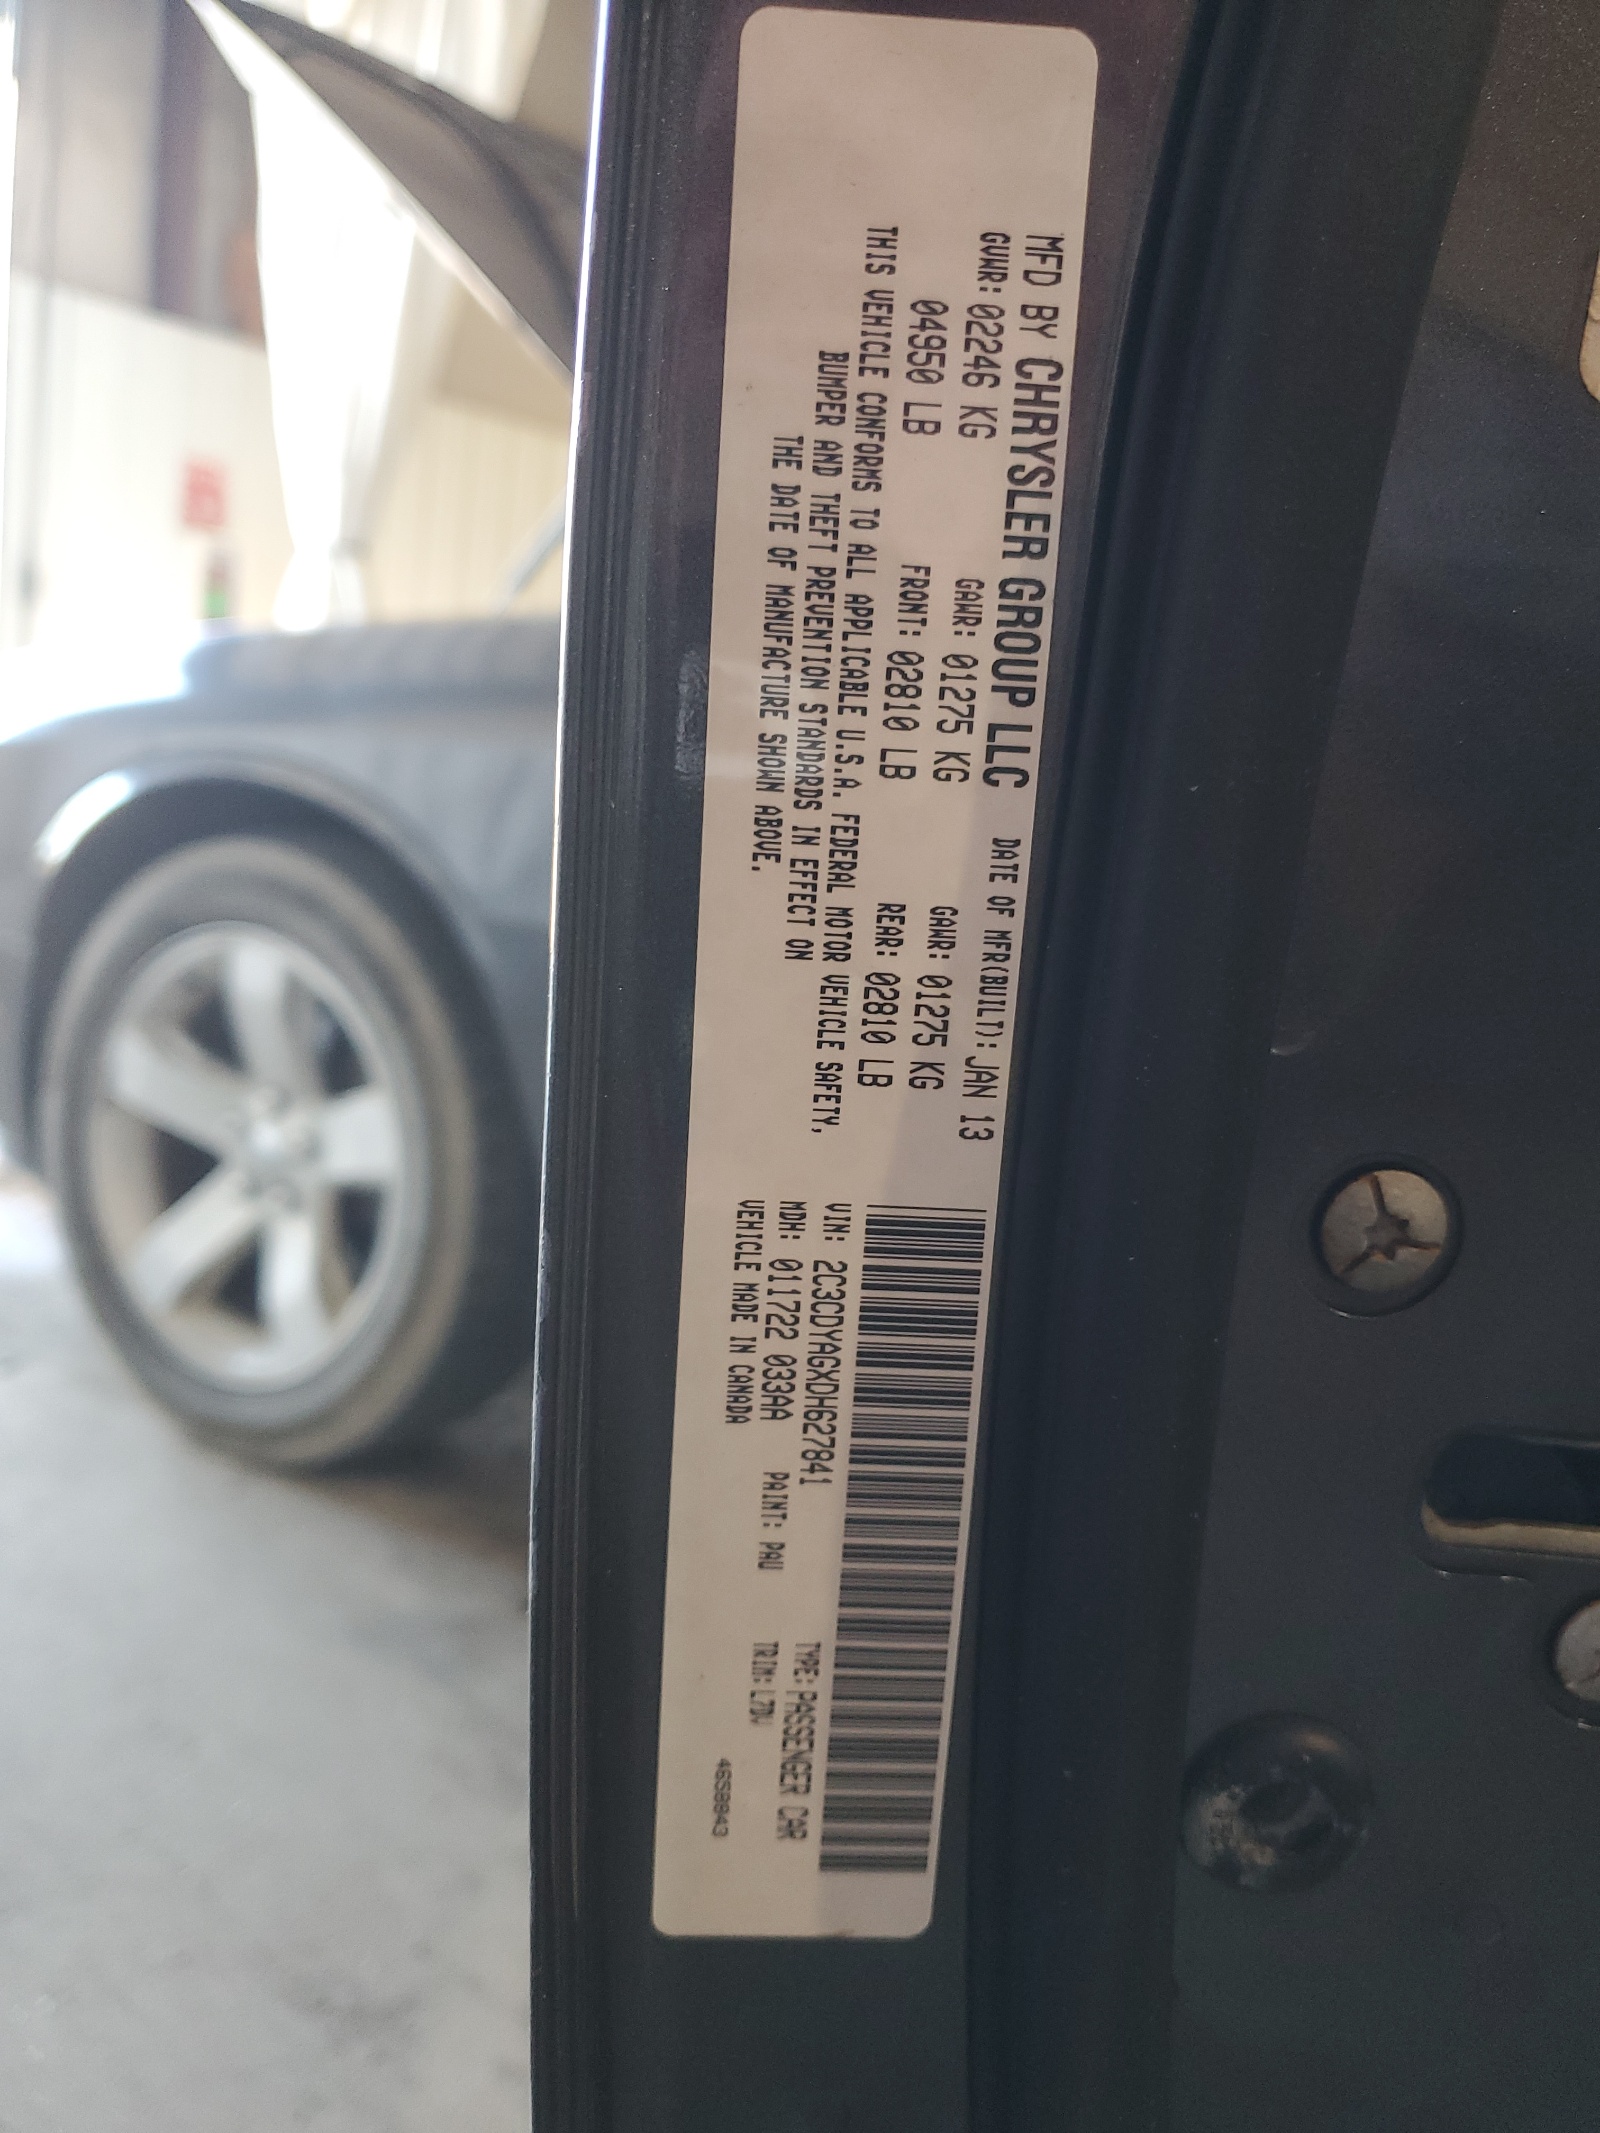 MFD BY CHRYSLER GROUP LLC DATE OF MFR(BUILT): JAN 13
GVWR: 02246 KG GAWR: 01275 KG GAWR: 01275 KG
04950 LB FRONT: 02810 LB REAR: 02810 LB
THIS VEHICLE CONFORMS TO ALL APPLICABLE U.S.A. FEDERAL MOTOR VEHICLE SAFETY,
BUMPER AND THEFT PREVENTION STANDARDS IN EFFECT ON
THE DATE OF MANUFACTURE SHOWN ABOVE.
VIN: 2C3CDYAGXDH627841 TYPE: PASSENGER CAR
MDH: 011722 033AA PAINT: PAU TRIM:
VEHICLE MADE IN CANADA